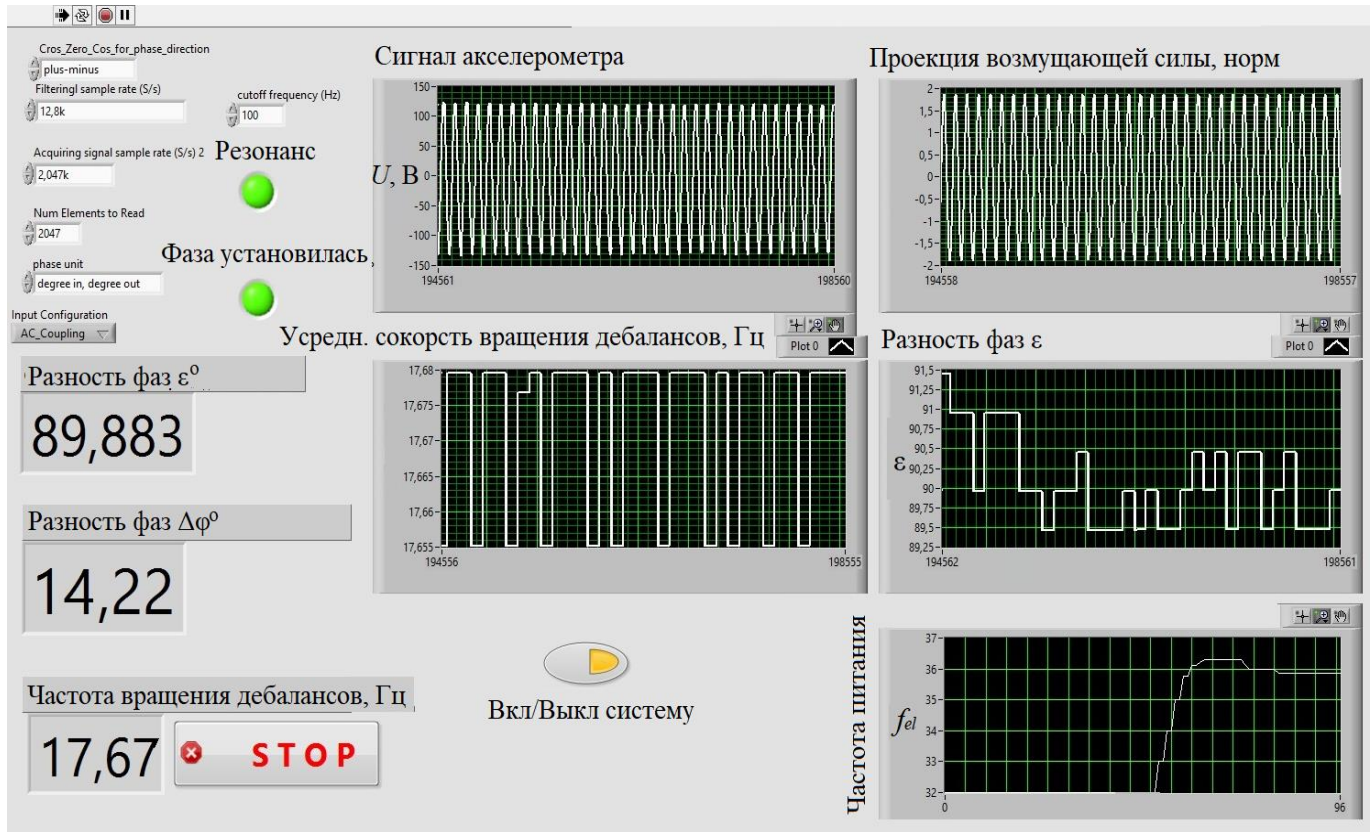 Cros_Zero_Cos_for_phase_direction
plus-minus
Filteringl sample rate (S/s)
12,8k
cutoff frequency (Hz)
100
Acquiring signal sample rate (S/s) 2
2,047k
Резонанс
Num Elements to Read
2047
Фаза установилась
phase unit
degree in, degree out
Input Configuration
AC_Coupling
Сигнал акселерометра
U, В
150
100
50
0
-50
-100
-150
194561
198560
Проекция возмущающей силы, норм
2
1,5
1
0,5
0
-0,5
-1
-1,5
-2
194558
198557
Усредн. сокорсть вращения дебалансов, Гц
Plot 0
17,68
17,675
17,67
17,665
17,66
17,655
194556
198555
Разность фаз ε
Plot 0
ε
91,5
91,25
91
90,75
90,5
90,25
90
89,75
89,5
89,25
194562
198561
Разность фаз ε⁰
89,883
Разность фаз Δφ⁰
14,22
Частота вращения дебалансов, Гц
17,67
STOP
Вкл/Выкл систему
Частота питания
fel
37
36
35
34
33
32
0
96